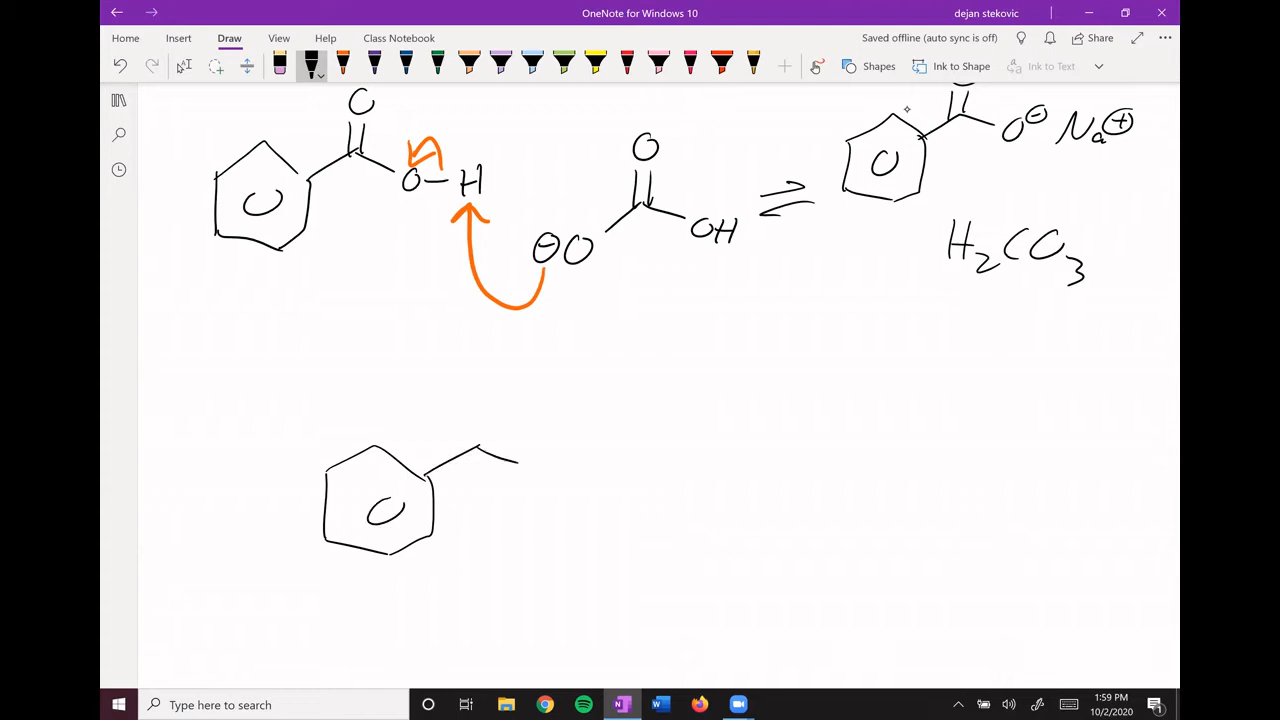 OneNote for Windows 10
dejan stekovic
Home Insert Draw View Help Class Notebook
Saved offline (auto sync is off) Share
Shapes Ink to Shape Ink to Text
O
O-H
⊖O
O
OH
⇌
O⊖ Na⊕
H2CO3
Type here to search
1:59 PM
10/2/2020